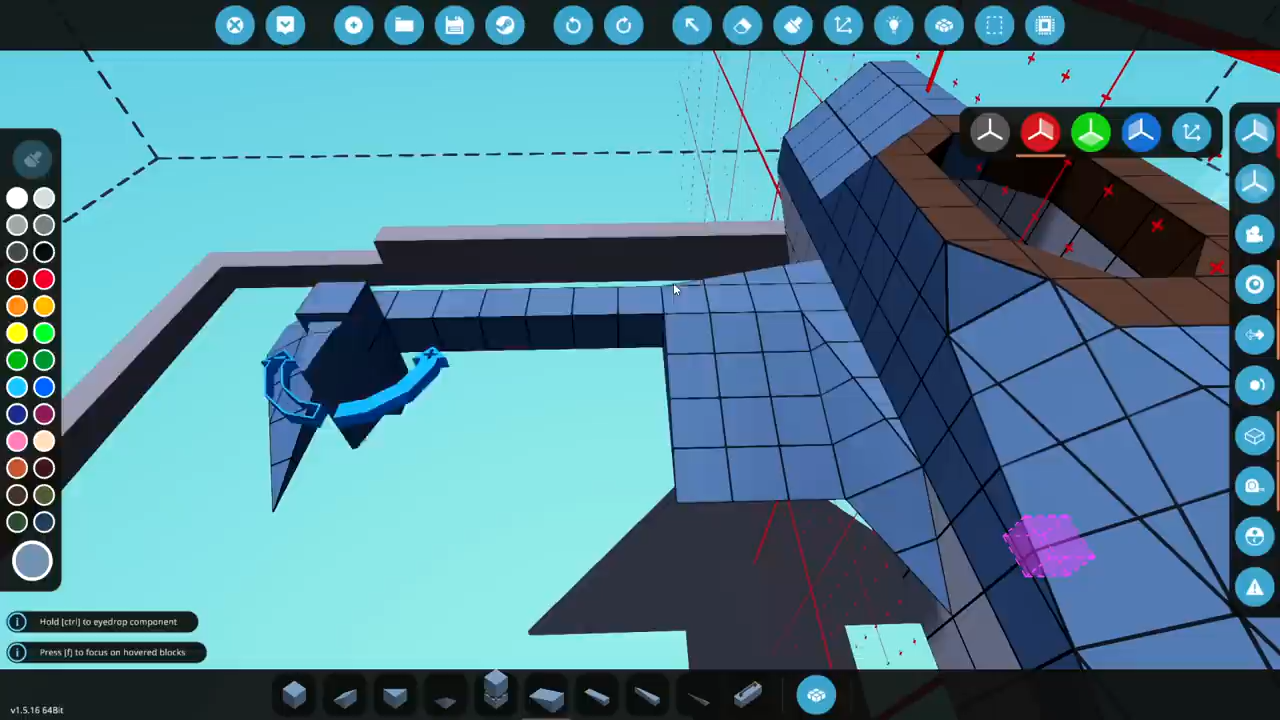 Hold [ctrl] to eyedrop component
Press [f] to focus on hovered blocks
v1.5.16 64Bit